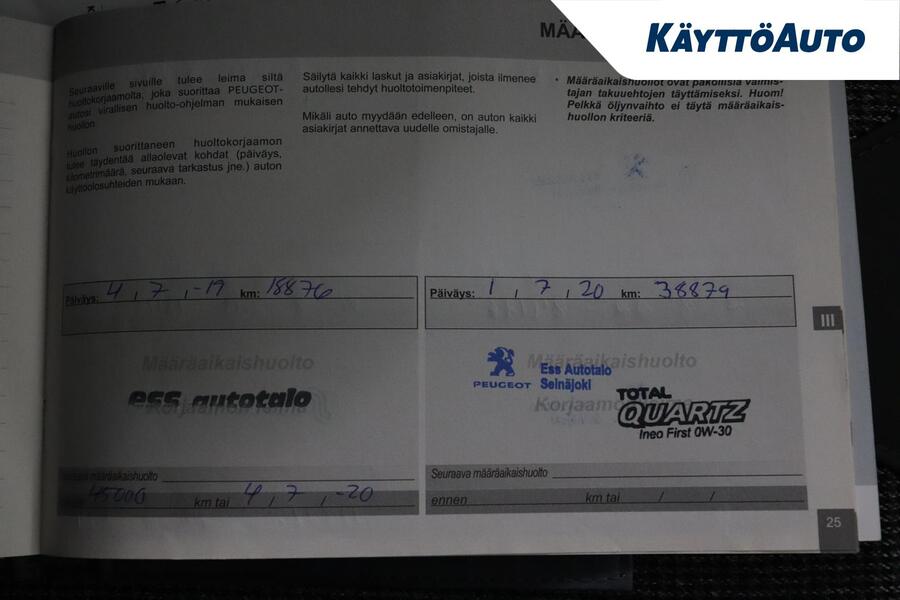 KÄYTTÖAUTO
Seuraaville sivuille tulee leima siltä
huoltokorjaamolta, joka suorittaa PEUGEOT-
autosi virallisen huolto-ohjelman mukaisen
huollon.
Huollon suorittaneen huoltokorjaamon
tulee täydentää allaolevat kohdat (päiväys,
kilometrimäärä, seuraava tarkastus jne.) auton
käyttöolosuhteiden mukaan.
Säilytä kaikki laskut ja asiakirjat, joista ilmenee
autollesi tehdyt huoltotoimenpiteet.
Mikäli auto myydään edelleen, on auton kaikki
asiakirjat annettava uudelle omistajalle.
• Määräaikaishuollot ovat pakollisia valmis-
tajan takuuehtojen täyttämiseksi. Huom!
Pelkkä öljynvaihto ei täytä määräaikais-
huollon kriteeriä.
Päiväys: 4 , 7 , -19 km: 18876
Määräaikaishuolto
ess autotalo
Korjaamon leima
määräaikaishuolto
45000 km tai 4 , 7 , -20
Päiväys: 1 , 7 , 20 km: 38879
Määräaikaishuolto
PEUGEOT
Ess Autotalo
Seinäjoki
Korjaamon
TOTAL
QUARTZ
Ineo First 0W-30
Seuraava määräaikaishuolto
ennen km tai / /
III
25